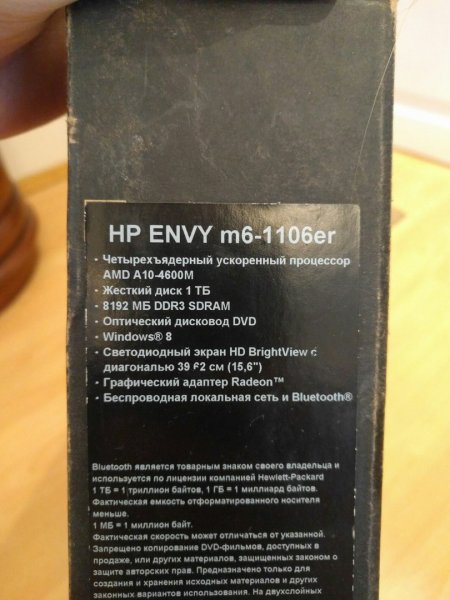 HP ENVY m6-1106er
• Четырехъядерный ускоренный процессор
AMD A10-4600M
• Жесткий диск 1 ТБ
• 8192 МБ DDR3 SDRAM
• Оптический дисковод DVD
• Windows® 8
• Светодиодный экран HD BrightView с
диагональю 39 62 см (15,6")
• Графический адаптер Radeon™
• Беспроводная локальная сеть и Bluetooth®
Bluetooth является товарным знаком своего владельца и
используется по лицензии компанией Hewlett-Packard
1 ТБ = 1 триллион байтов, 1 ГБ = 1 миллиард байтов.
Фактическая емкость отформатированного носителя
меньше.
1 МБ = 1 миллион байт.
Фактическая скорость может отличаться от указанной.
Запрещено копирование DVD-фильмов, доступных в
продаже, или других материалов, защищенных законом о
защите авторских прав. Предназначено только для
создания и хранения исходных материалов и других
законных вариантов использования. На двухслойных